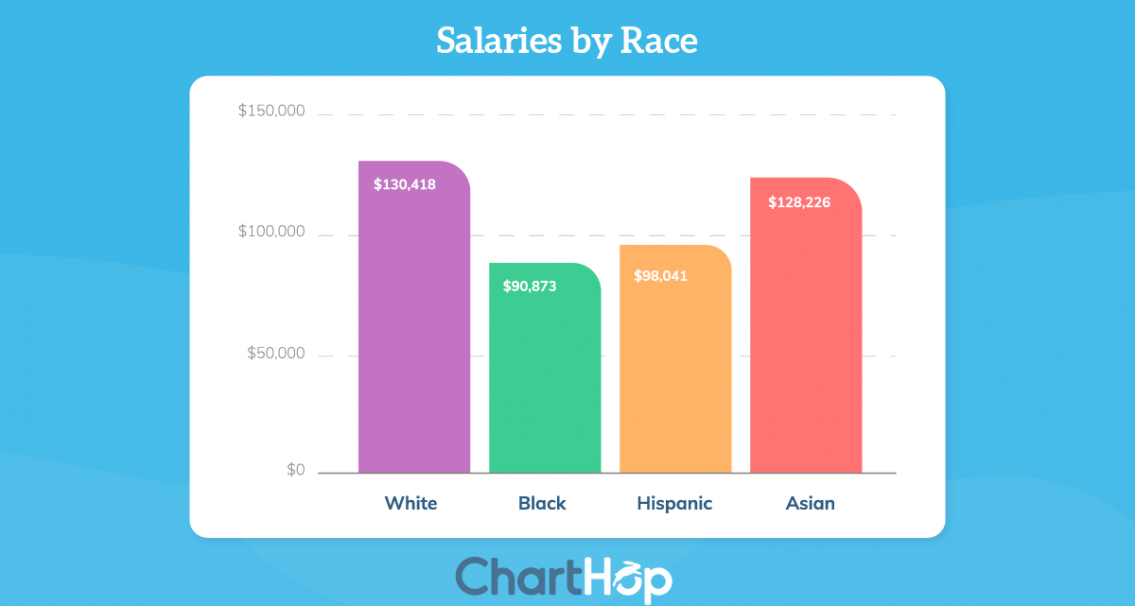 Salaries by Race
$150,000
$130,418
$128,226
$100,000
$98,041
$90,873
$50,000
$0
White Black Hispanic Asian
ChartHop